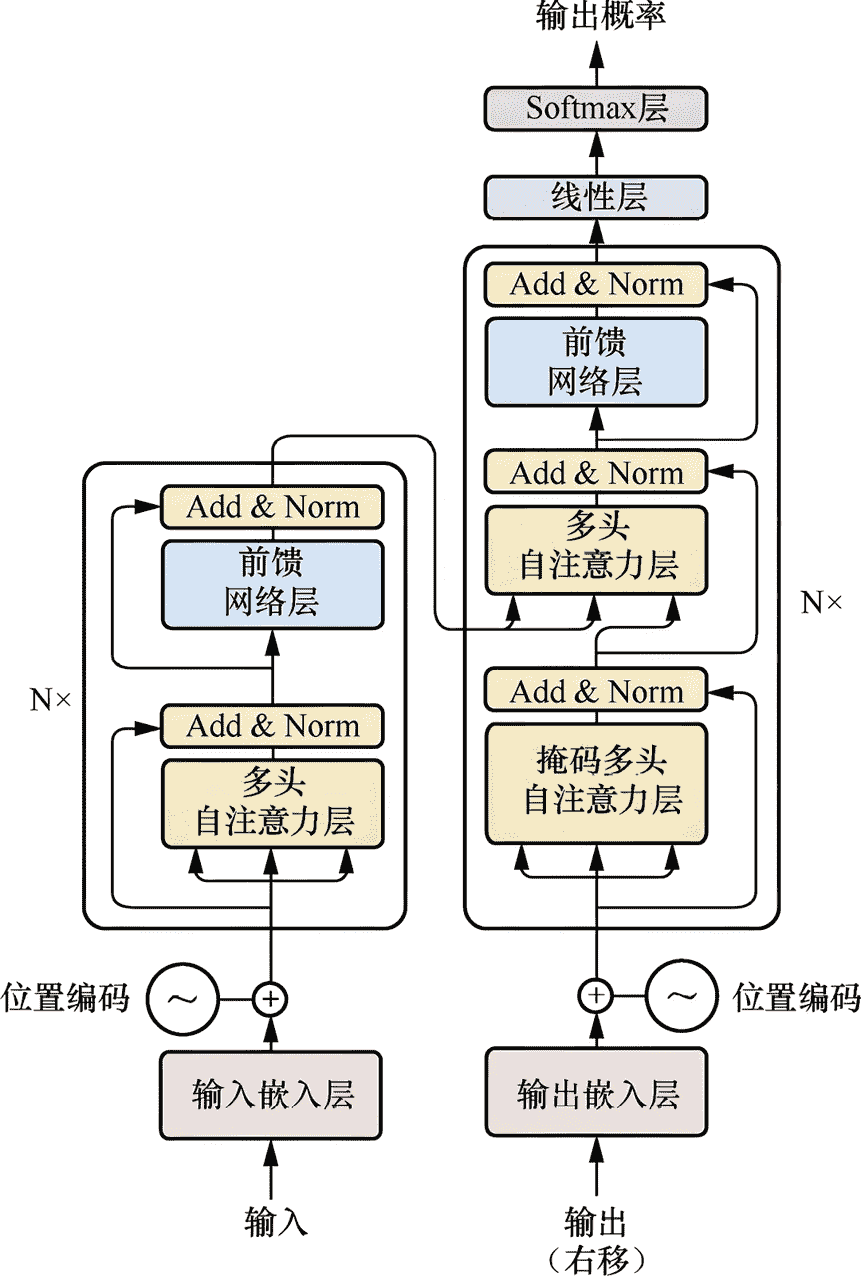 输出概率
Softmax层
线性层
Add & Norm
前馈
网络层
Add & Norm
多头
自注意力层
N×
Add & Norm
掩码多头
自注意力层
Add & Norm
前馈
网络层
N×
Add & Norm
多头
自注意力层
位置编码
~
+
+
~
位置编码
输入嵌入层
输出嵌入层
输入
输出
（右移）